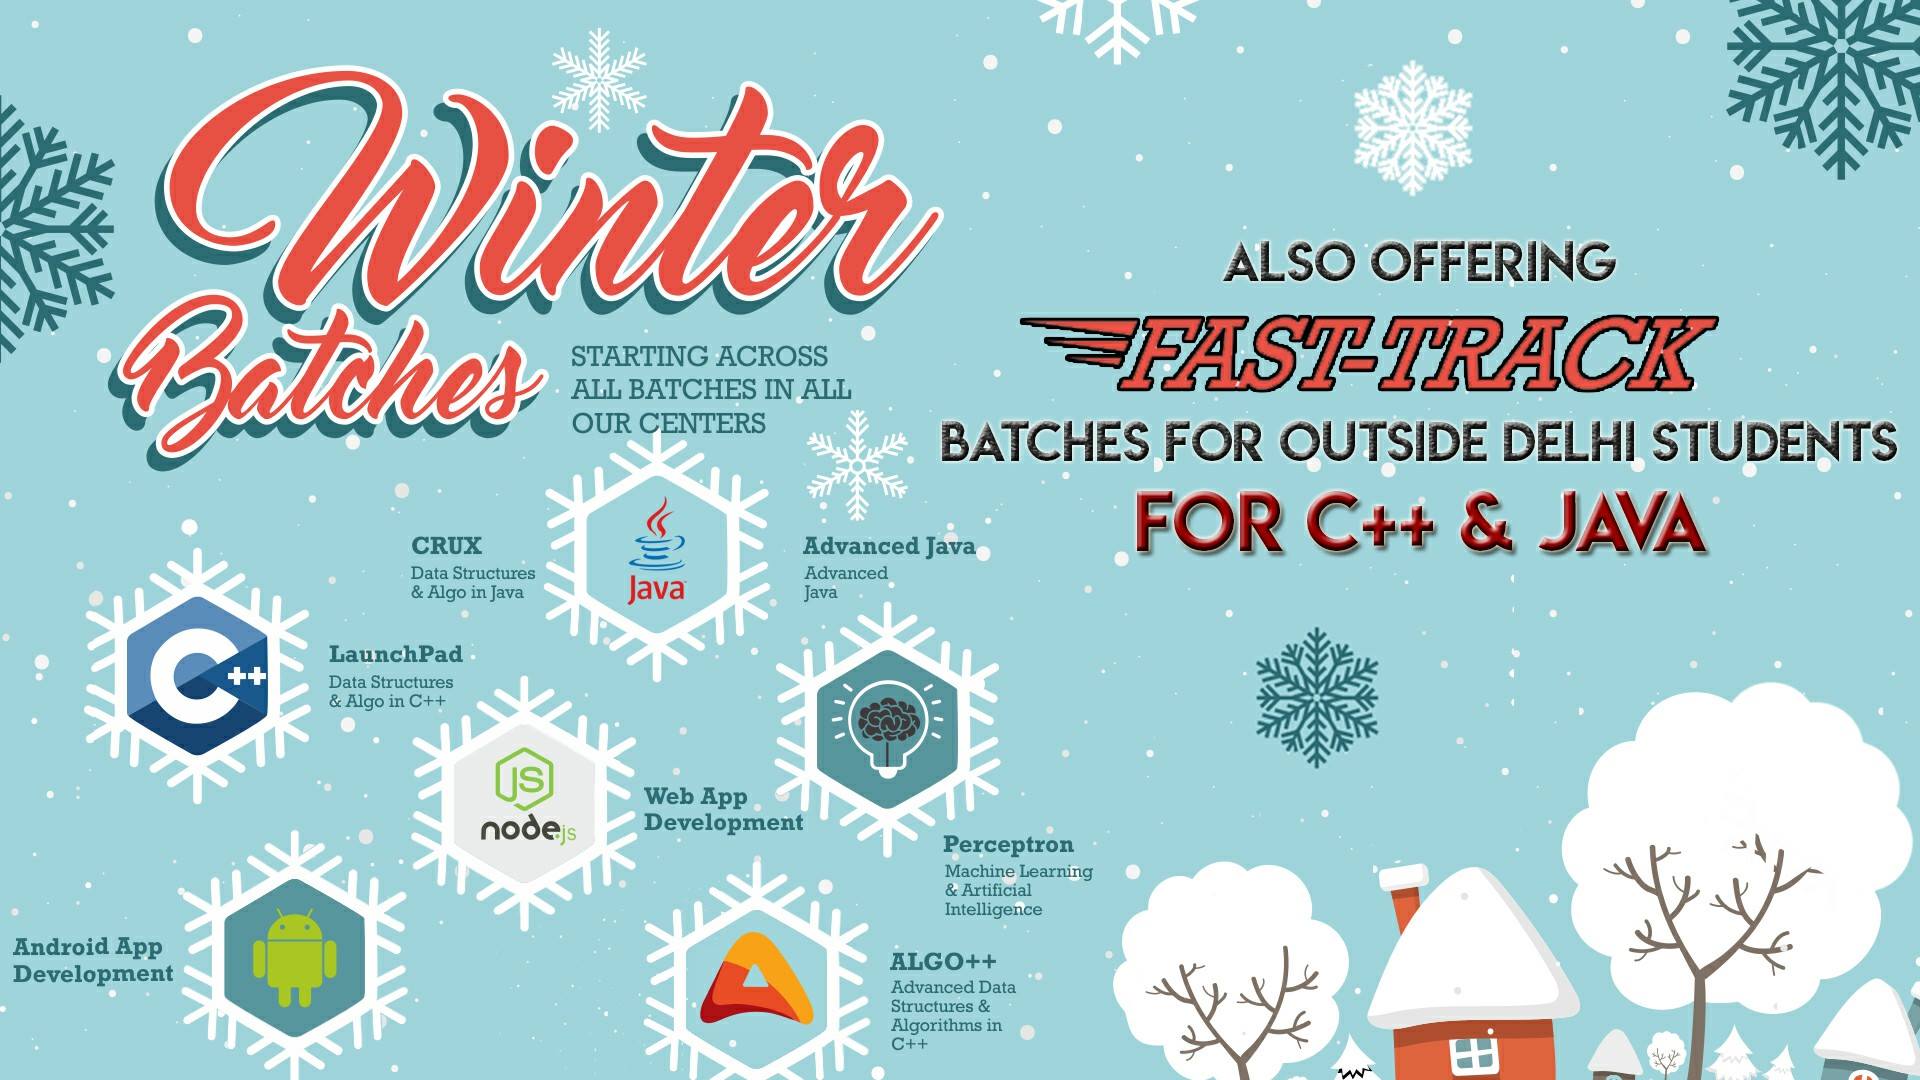 Winter
Batches
STARTING ACROSS
ALL BATCHES IN ALL
OUR CENTERS
ALSO OFFERING
FAST-TRACK
BATCHES FOR OUTSIDE DELHI STUDENTS
FOR C++ & JAVA
CRUX
Data Structures
& Algo in Java
Java
Advanced Java
Advanced
Java
C++
LaunchPad
Data Structures
& Algo in C++
JS
node.js
Web App
Development
Perceptron
Machine Learning
& Artificial
Intelligence
Android App
Development
ALGO++
Advanced Data
Structures &
Algorithms in
C++